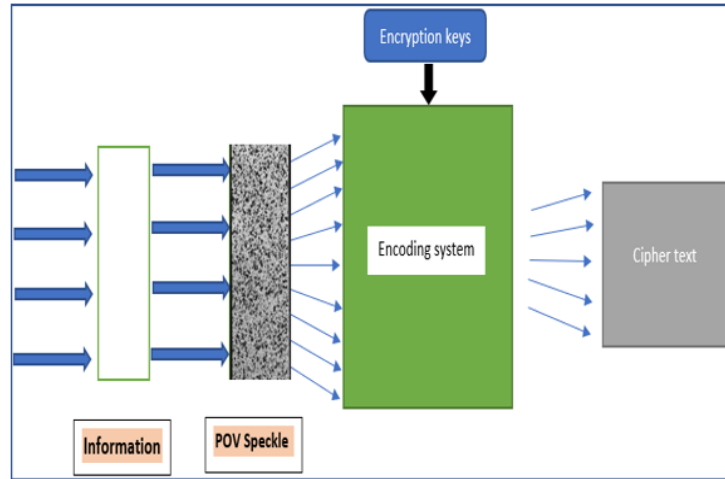 Encryption keys
Encoding system
Cipher text
Information
POV Speckle